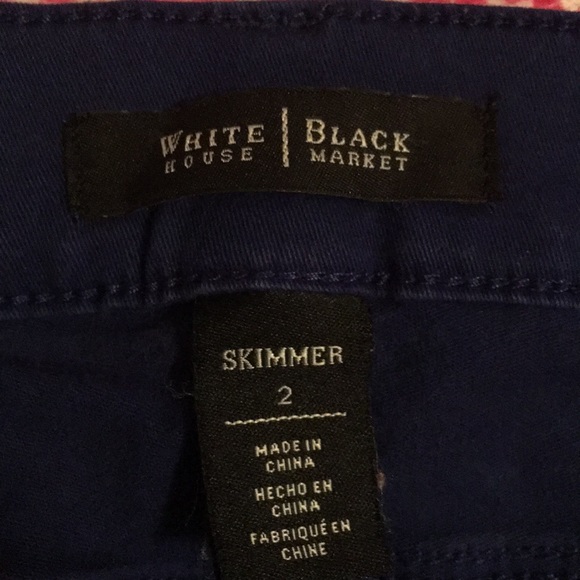 WHITE | BLACK
HOUSE MARKET
SKIMMER
2
MADE IN
CHINA
HECHO EN
CHINA
FABRIQUÉ EN
CHINE